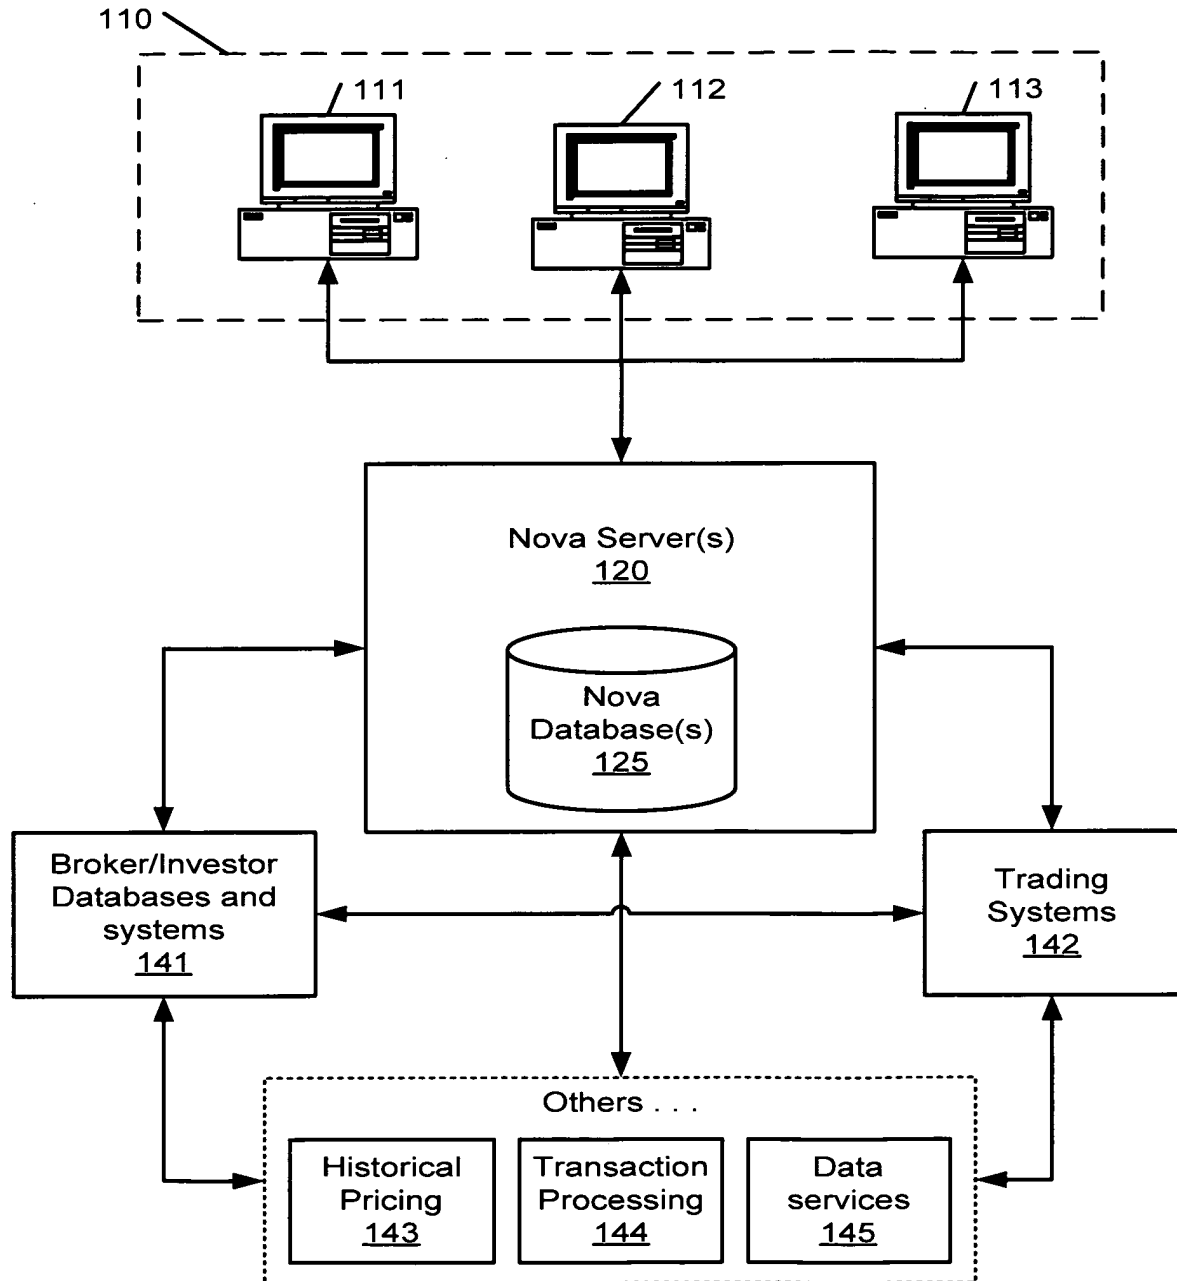 110
111
112
113
Nova Server(s)
120
Nova
Database(s)
125
Broker/Investor
Databases and
systems
141
Trading
Systems
142
Others . . .
Historical
Pricing
143
Transaction
Processing
144
Data
services
145